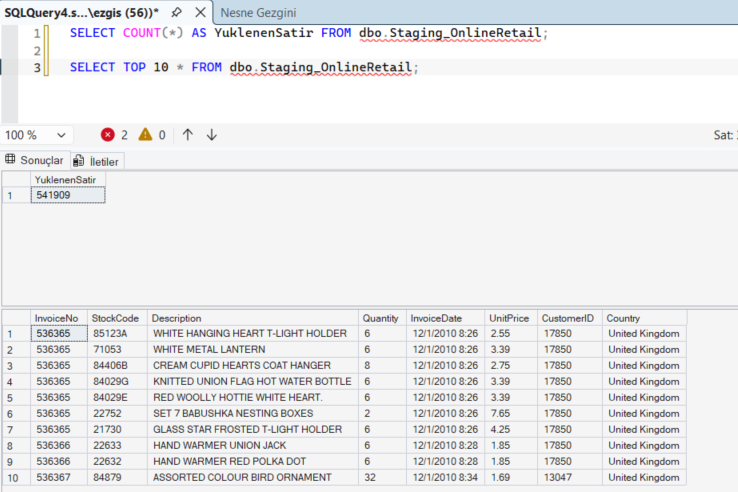 SQLQuery4.s...\ezgis (56))* Nesne Gezgini
1 SELECT COUNT(*) AS YuklenenSatir FROM dbo.Staging_OnlineRetail;
2
3 SELECT TOP 10 * FROM dbo.Staging_OnlineRetail;
100 % 2 0 Sat:
Sonuçlar İletiler
YuklenenSatir
1 541909
InvoiceNo StockCode Description Quantity InvoiceDate UnitPrice CustomerID Country
1 536365 85123A WHITE HANGING HEART T-LIGHT HOLDER 6 12/1/2010 8:26 2.55 17850 United Kingdom
2 536365 71053 WHITE METAL LANTERN 6 12/1/2010 8:26 3.39 17850 United Kingdom
3 536365 84406B CREAM CUPID HEARTS COAT HANGER 8 12/1/2010 8:26 2.75 17850 United Kingdom
4 536365 84029G KNITTED UNION FLAG HOT WATER BOTTLE 6 12/1/2010 8:26 3.39 17850 United Kingdom
5 536365 84029E RED WOOLLY HOTTIE WHITE HEART. 6 12/1/2010 8:26 3.39 17850 United Kingdom
6 536365 22752 SET 7 BABUSHKA NESTING BOXES 2 12/1/2010 8:26 7.65 17850 United Kingdom
7 536365 21730 GLASS STAR FROSTED T-LIGHT HOLDER 6 12/1/2010 8:26 4.25 17850 United Kingdom
8 536366 22633 HAND WARMER UNION JACK 6 12/1/2010 8:28 1.85 17850 United Kingdom
9 536366 22632 HAND WARMER RED POLKA DOT 6 12/1/2010 8:28 1.85 17850 United Kingdom
10 536367 84879 ASSORTED COLOUR BIRD ORNAMENT 32 12/1/2010 8:34 1.69 13047 United Kingdom